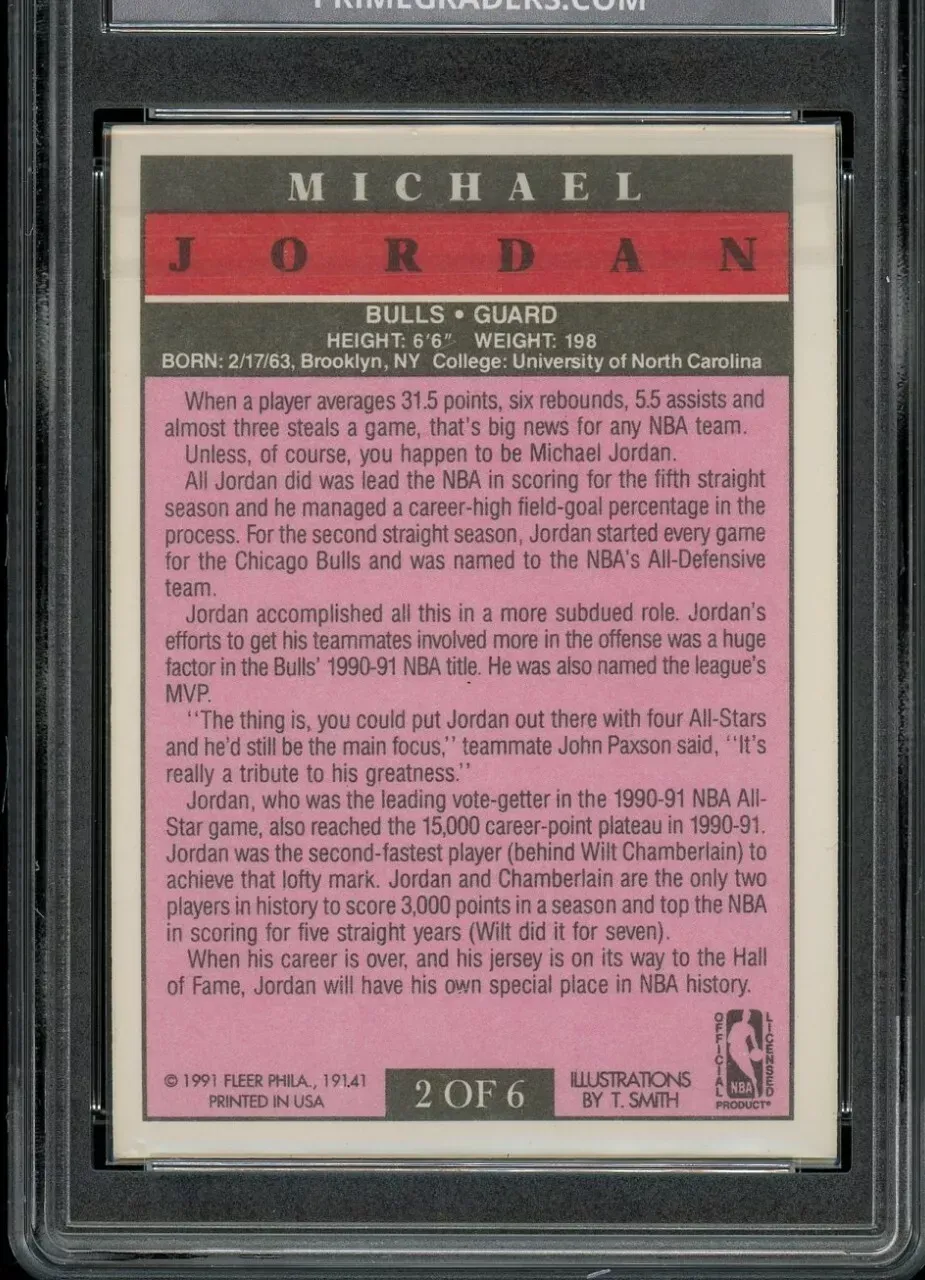 PRIMEGRADERS.COM
MICHAEL
JORDAN
BULLS • GUARD
HEIGHT: 6'6" WEIGHT: 198
BORN: 2/17/63, Brooklyn, NY College: University of North Carolina
When a player averages 31.5 points, six rebounds, 5.5 assists and
almost three steals a game, that's big news for any NBA team.
Unless, of course, you happen to be Michael Jordan.
All Jordan did was lead the NBA in scoring for the fifth straight
season and he managed a career-high field-goal percentage in the
process. For the second straight season, Jordan started every game
for the Chicago Bulls and was named to the NBA's All-Defensive
team.
Jordan accomplished all this in a more subdued role. Jordan's
efforts to get his teammates involved more in the offense was a huge
factor in the Bulls' 1990-91 NBA title. He was also named the league's
MVP.
''The thing is, you could put Jordan out there with four All-Stars
and he'd still be the main focus,'' teammate John Paxson said, ''It's
really a tribute to his greatness.''
Jordan, who was the leading vote-getter in the 1990-91 NBA All-
Star game, also reached the 15,000 career-point plateau in 1990-91.
Jordan was the second-fastest player (behind Wilt Chamberlain) to
achieve that lofty mark. Jordan and Chamberlain are the only two
players in history to score 3,000 points in a season and top the NBA
in scoring for five straight years (Wilt did it for seven).
When his career is over, and his jersey is on its way to the Hall
of Fame, Jordan will have his own special place in NBA history.
© 1991 FLEER PHILA., 191.41
PRINTED IN USA
2 OF 6
ILLUSTRATIONS
BY T. SMITH
OFFICIAL
LICENSED
NBA
PRODUCT®